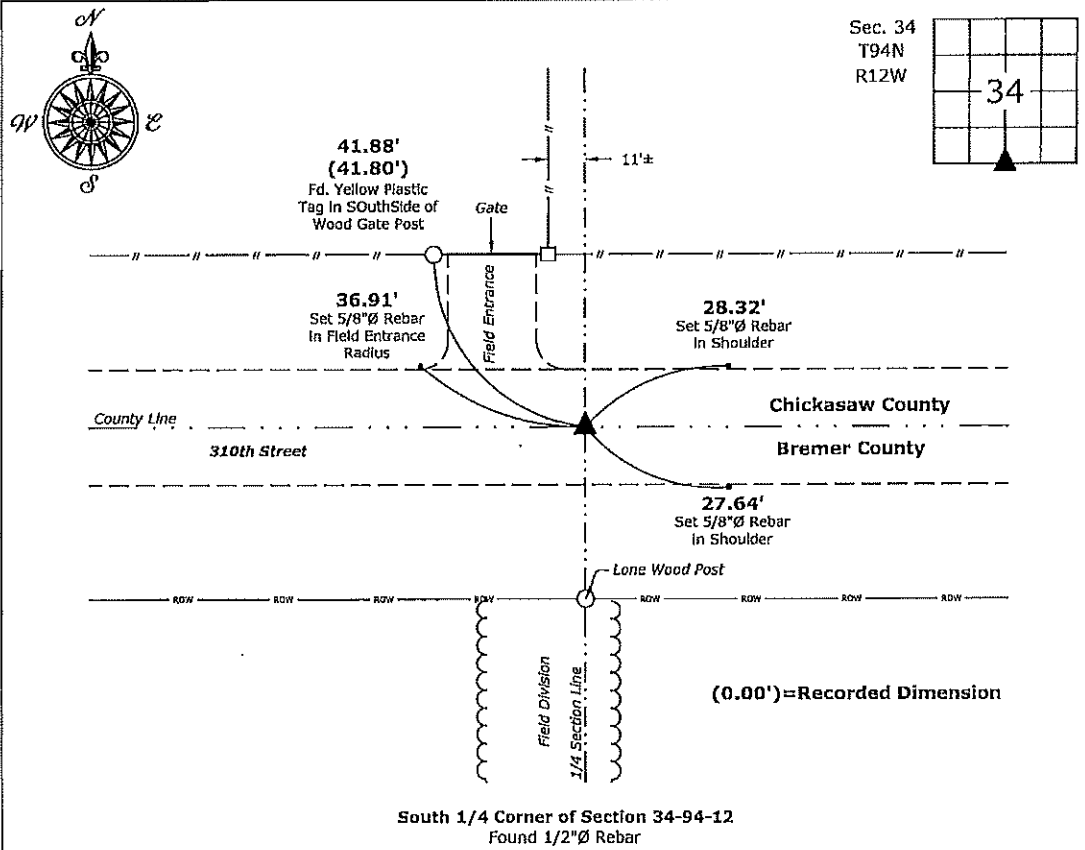 N
W
E
S
Sec. 34
T94N
R12W
34
41.88'
(41.80')
Fd. Yellow Plastic
Tag in SOuthSide of
Wood Gate Post
Gate
11'±
Field Entrance
36.91'
Set 5/8"Ø Rebar
in Field Entrance
Radius
28.32'
Set 5/8"Ø Rebar
in Shoulder
County Line
Chickasaw County
310th Street
Bremer County
27.64'
Set 5/8"Ø Rebar
in Shoulder
Lone Wood Post
ROW ROW ROW ROW ROW ROW ROW ROW
Field Division
1/4 Section Line
(0.00')=Recorded Dimension
South 1/4 Corner of Section 34-94-12
Found 1/2"Ø Rebar